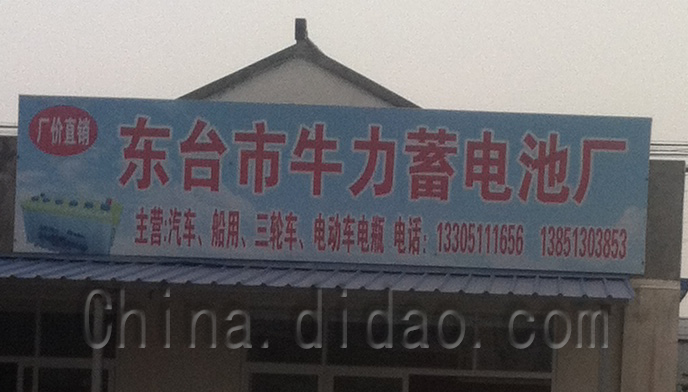 厂价直销
东台市牛力蓄电池厂
主营:汽车、船用、三轮车、电动车电瓶 电话: 13305111656 13851303853
China.didao.com